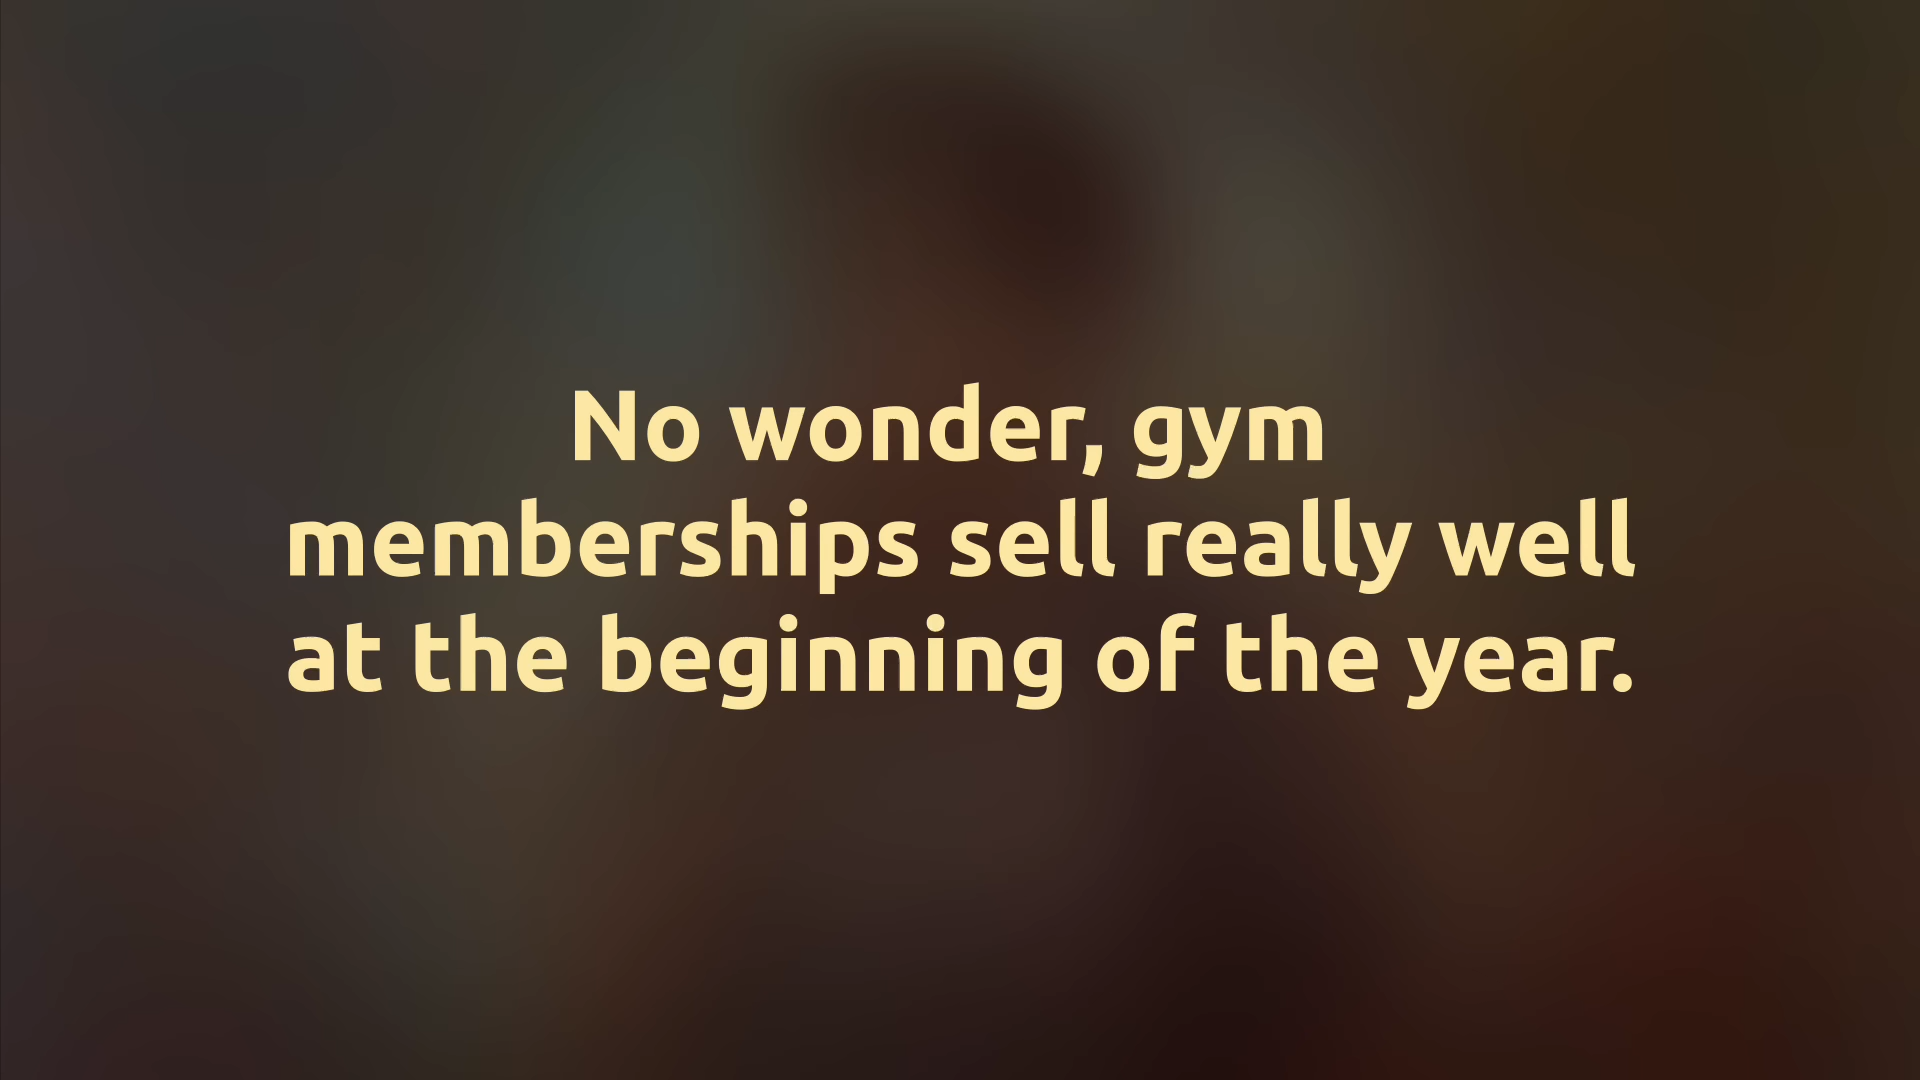 No wonder, gym
memberships sell really well
at the beginning of the year.